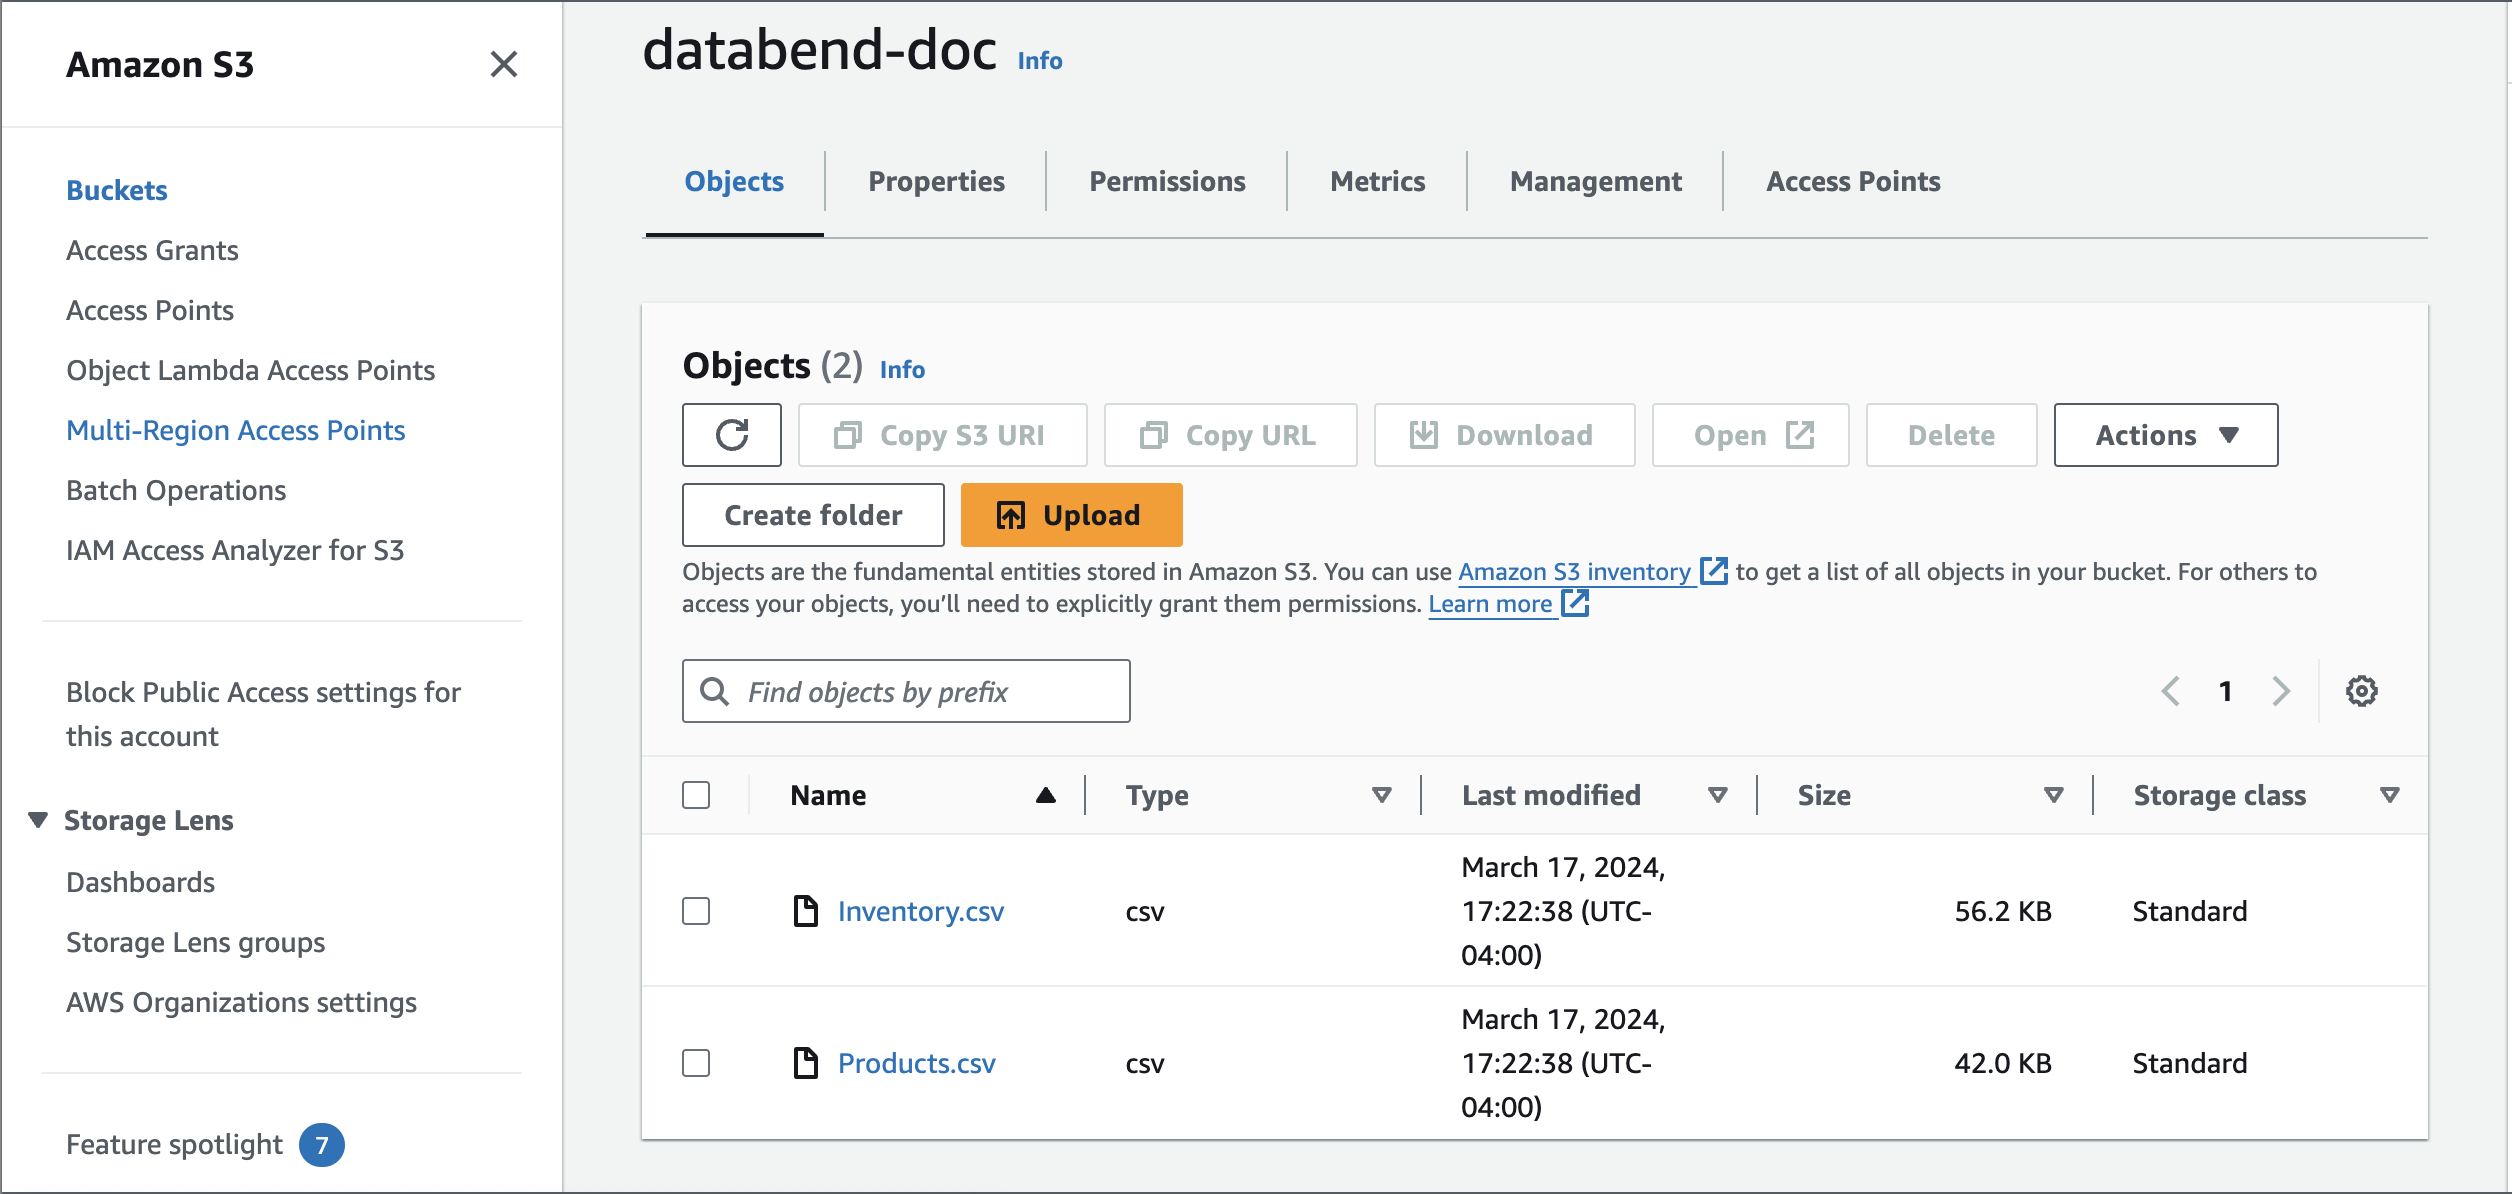 Amazon S3
Buckets
Access Grants
Access Points
Object Lambda Access Points
Multi-Region Access Points
Batch Operations
IAM Access Analyzer for S3
Block Public Access settings for
this account
Storage Lens
Dashboards
Storage Lens groups
AWS Organizations settings
Feature spotlight 7
databend-doc Info
Objects Properties Permissions Metrics Management Access Points
Objects (2) Info
Copy S3 URI Copy URL Download Open Delete Actions
Create folder Upload
Objects are the fundamental entities stored in Amazon S3. You can use Amazon S3 inventory to get a list of all objects in your bucket. For others to
access your objects, you’ll need to explicitly grant them permissions. Learn more
Find objects by prefix 1
Name Type Last modified Size Storage class
March 17, 2024,
Inventory.csv csv 17:22:38 (UTC- 56.2 KB Standard
04:00)
March 17, 2024,
Products.csv csv 17:22:38 (UTC- 42.0 KB Standard
04:00)